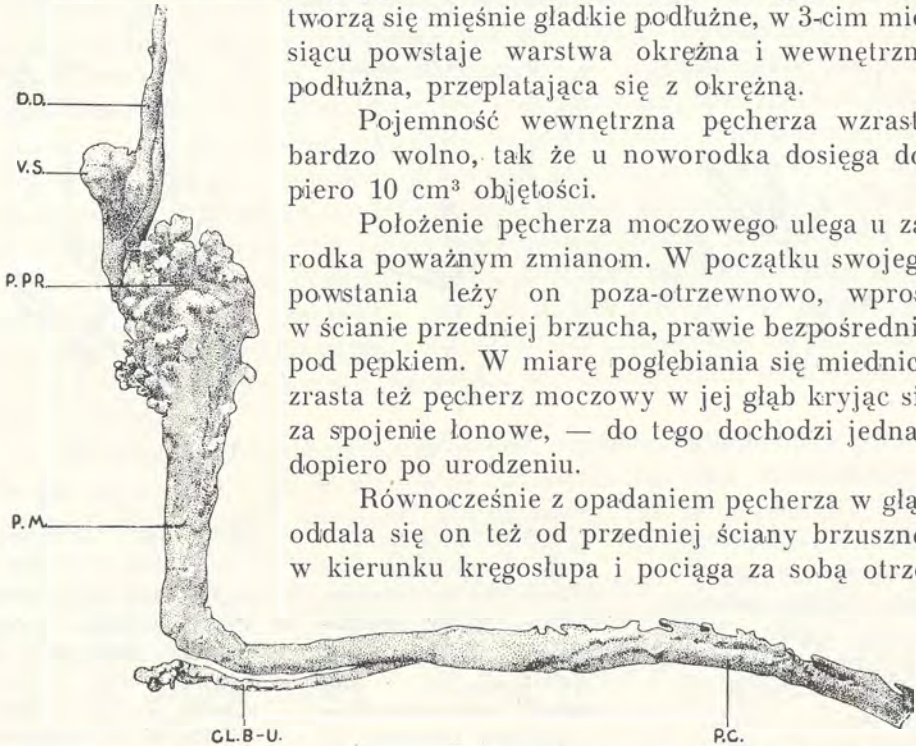 tworzą się mięśnie gładkie podłużne, w 3-cim mie
siącu powstaje warstwa okrężna i wewnętrzn
podłużna, przeplatająca się z okrężną.
Pojemność wewnętrzna pęcherza wzrast
bardzo wolno, tak że u noworodka dosięga do
piero 10 cm³ objętości.
Położenie pęcherza moczowego ulega u za
rodka poważnym zmianom. W początku swojeg
powstania leży on poza-otrzewnowo, wpros
w ścianie przedniej brzucha, prawie bezpośredni
pod pępkiem. W miarę pogłębiania się miednic
zrasta też pęcherz moczowy w jej głąb kryjąc si
za spojenie łonowe, — do tego dochodzi jedna
dopiero po urodzeniu.
Równocześnie z opadaniem pęcherza w głą
oddala się on też od przedniej ściany brzuszne
w kierunku kręgosłupa i pociąga za sobą otrze
D.D.
V.S.
P. PR.
P. M.
GL.B-U.
P.C.